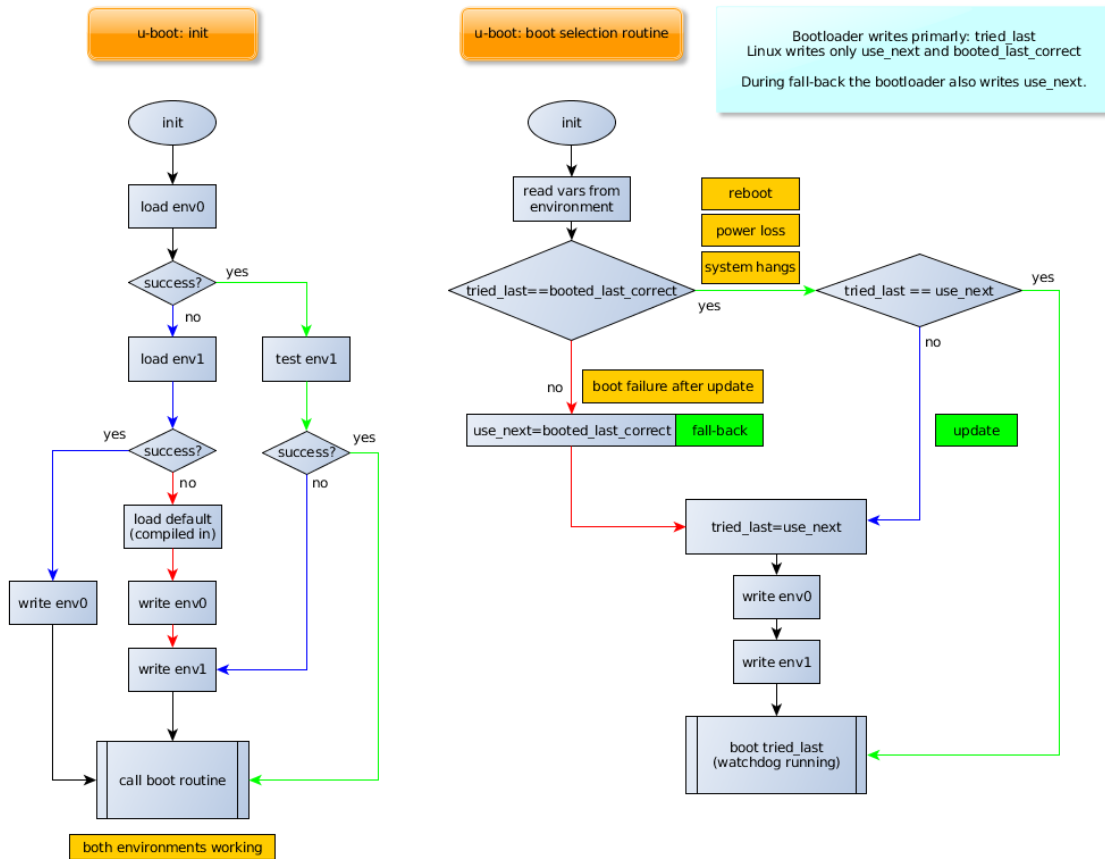 u-boot: init
init
load env0
success?
yes
no
load env1
test env1
success?
yes
no
success?
yes
no
load default
(compiled in)
write env0
write env0
write env1
call boot routine
both environments working
u-boot: boot selection routine
Bootloader writes primarly: tried_last
Linux writes only use_next and booted_last_correct
During fall-back the bootloader also writes use_next.
init
read vars from
environment
reboot
power loss
system hangs
tried_last==booted_last_correct
yes
tried_last == use_next
yes
no
no
boot failure after update
use_next=booted_last_correct
fall-back
update
tried_last=use_next
write env0
write env1
boot tried_last
(watchdog running)